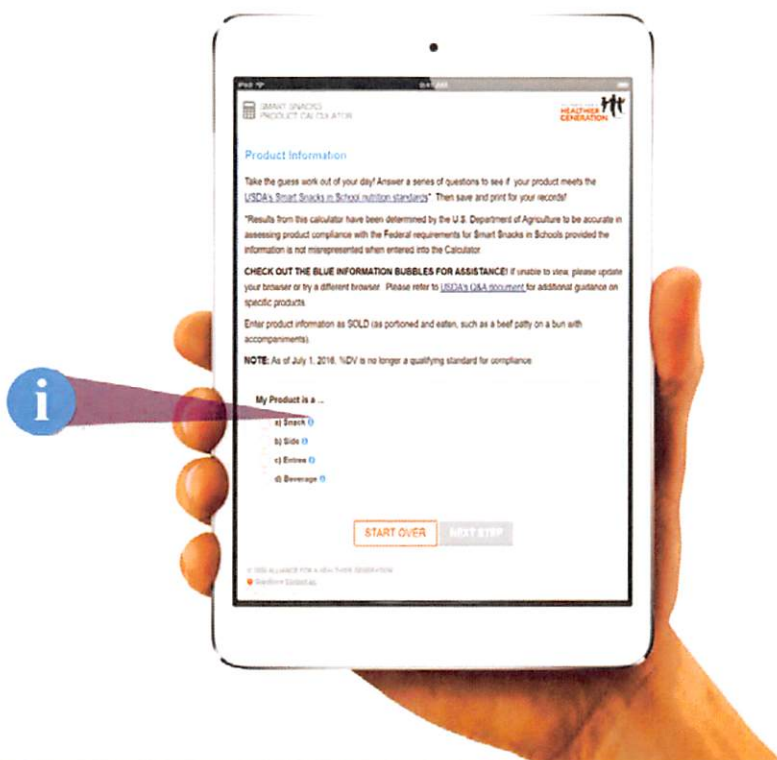 iPad
SMART SNACKS
PRODUCT CALCULATOR
HEALTHIER
GENERATION
Product Information
Take the guess work out of your day! Answer a series of questions to see if your product meets the
USDA's Smart Snacks in School nutrition standards* Then save and print for your records!
*Results from this calculator have been determined by the U.S. Department of Agriculture to be accurate in
assessing product compliance with the Federal requirements for Smart Snacks in Schools provided the
information is not misrepresented when entered into the Calculator.
CHECK OUT THE BLUE INFORMATION BUBBLES FOR ASSISTANCE! If unable to view, please update
your browser or try a different browser. Please refer to USDA's Q&A document for additional guidance on
specific products
Enter product information as SOLD (as portioned and eaten, such as a beef patty on a bun with
accompaniments).
NOTE: As of July 1, 2016, %DV is no longer a qualifying standard for compliance
My Product is a ...
i
a) Snack
b) Side
c) Entree
d) Beverage
START OVER
NEXT STEP
ALLIANCE FOR A HEALTHIER GENERATION